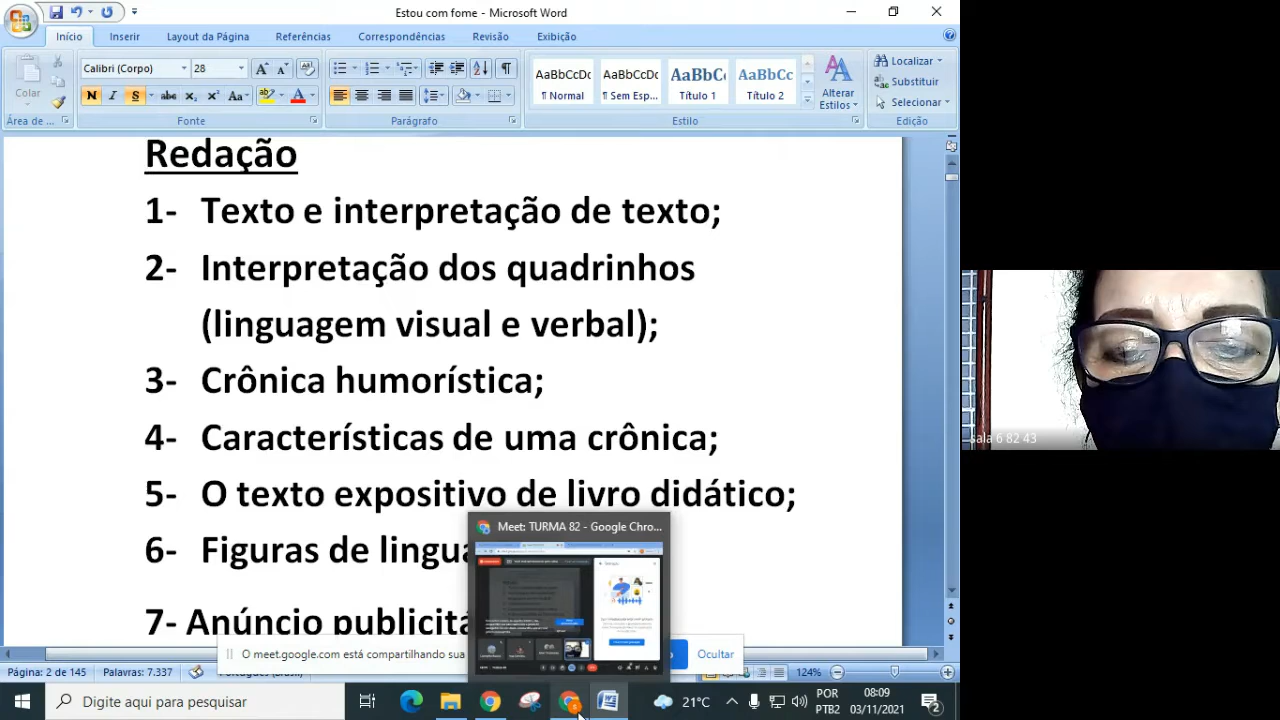 Estou com fome - Microsoft Word
Início Inserir Layout da Página Referências Correspondências Revisão Exibição
Colar
Calibri (Corpo) 28
AaBbCcDc AaBbCcDc AaBbCc AaBbCc
¶ Normal ¶ Sem Esp... Título 1 Título 2
Alterar
Estilos
Localizar
Substituir
Selecionar
Área de ... Fonte Parágrafo Estilo Edição
Redação
1- Texto e interpretação de texto;
2- Interpretação dos quadrinhos
(linguagem visual e verbal);
3- Crônica humorística;
4- Características de uma crônica;
5- O texto expositivo de livro didático;
6- Figuras de lingua
7- Anúncio publicitá
Meet: TURMA 82 - Google Chro...
O meet.google.com está compartilhando sua
Ocultar
Página: 2 de 145 Palavras: 7.337 Português (Brasil) 124%
Digite aqui para pesquisar
21°C
POR
PTB2
08:09
03/11/2021
2
sala 6 82 43